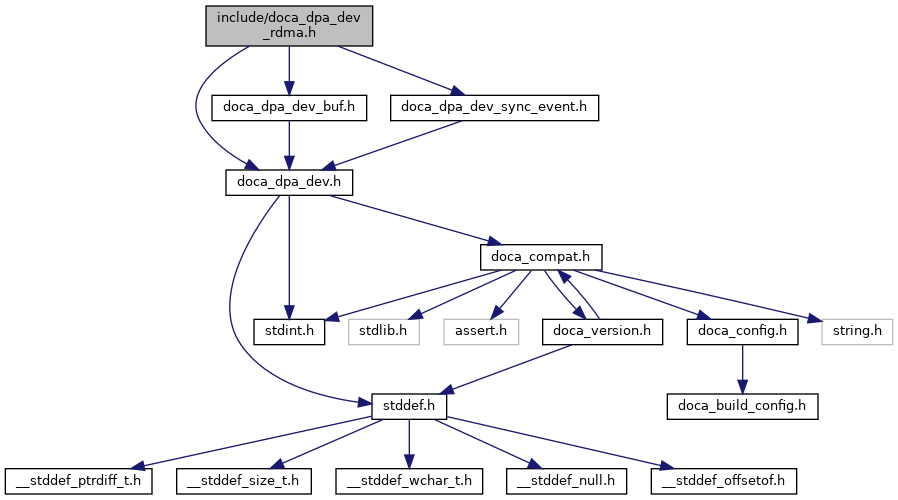 include/doca_dpa_dev
_rdma.h
doca_dpa_dev_buf.h
doca_dpa_dev_sync_event.h
doca_dpa_dev.h
doca_compat.h
stdint.h
stdlib.h
assert.h
doca_version.h
doca_config.h
string.h
stddef.h
doca_build_config.h
__stddef_ptrdiff_t.h
__stddef_size_t.h
__stddef_wchar_t.h
__stddef_null.h
__stddef_offsetof.h